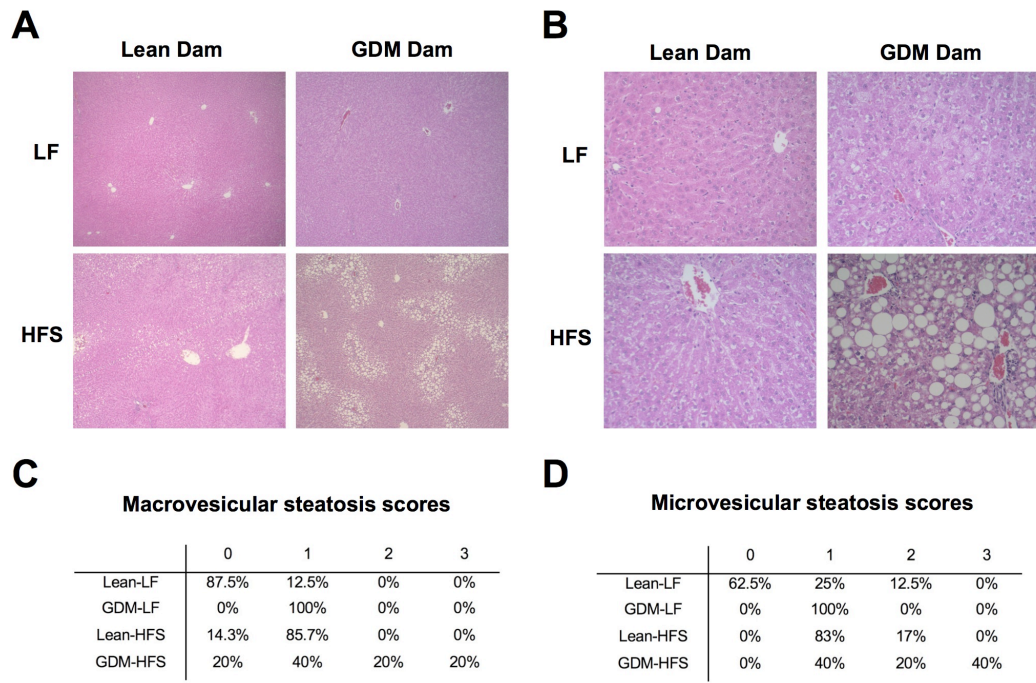 A
Lean Dam GDM Dam
LF
HFS
B
Lean Dam GDM Dam
LF
HFS
C
Macrovesicular steatosis scores
0 1 2 3
Lean-LF 87.5% 12.5% 0% 0%
GDM-LF 0% 100% 0% 0%
Lean-HFS 14.3% 85.7% 0% 0%
GDM-HFS 20% 40% 20% 20%
D
Microvesicular steatosis scores
0 1 2 3
Lean-LF 62.5% 25% 12.5% 0%
GDM-LF 0% 100% 0% 0%
Lean-HFS 0% 83% 17% 0%
GDM-HFS 0% 40% 20% 40%